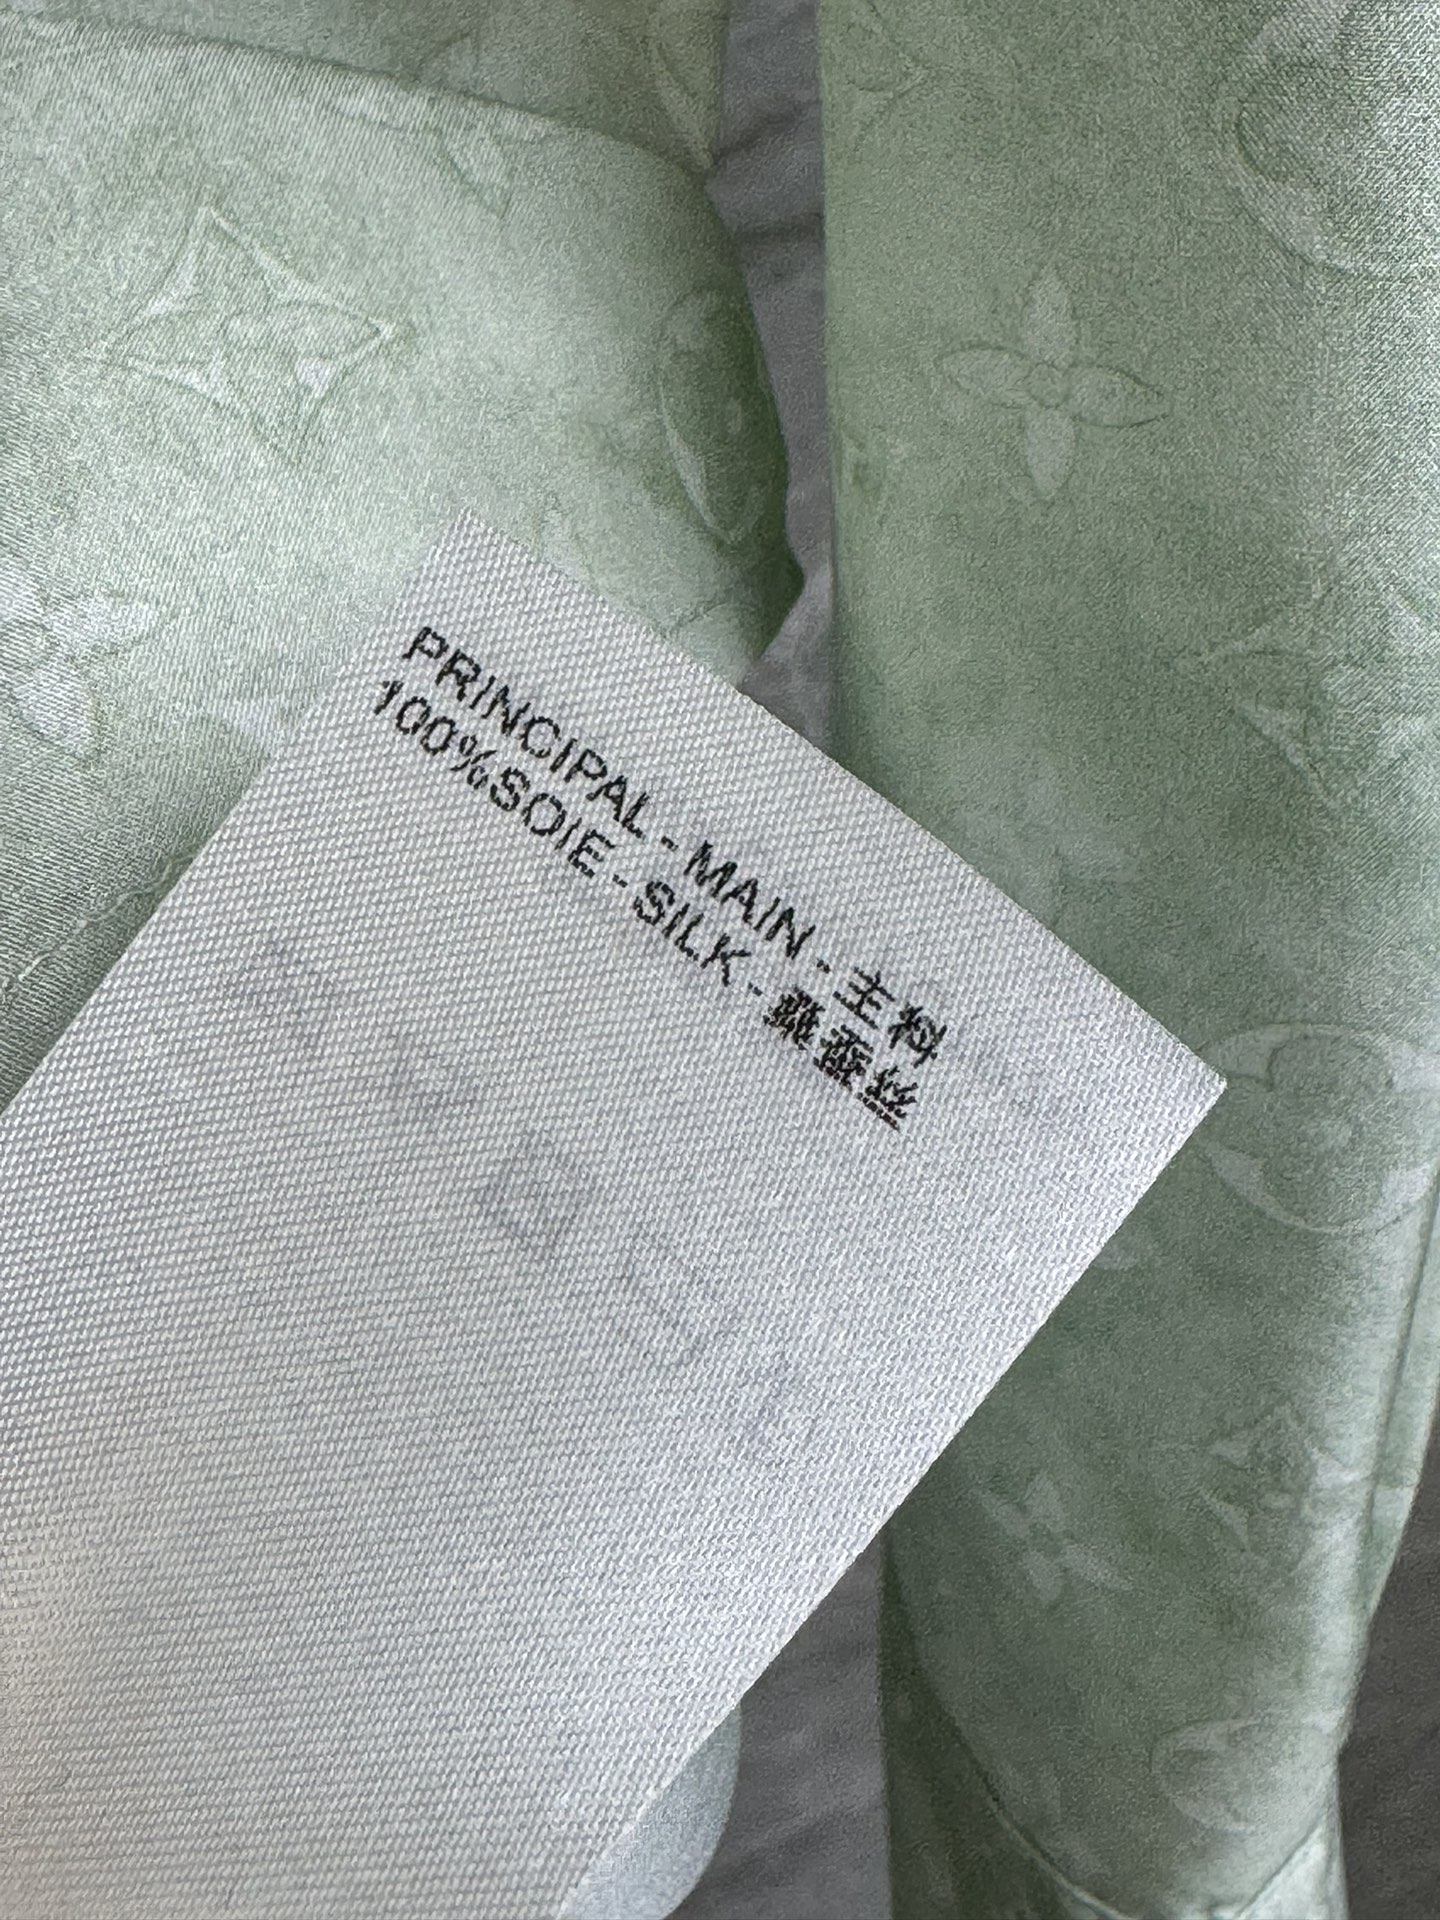 PRINCIPAL - MAIN - 主料
100%SOIE - SILK - 桑蚕丝